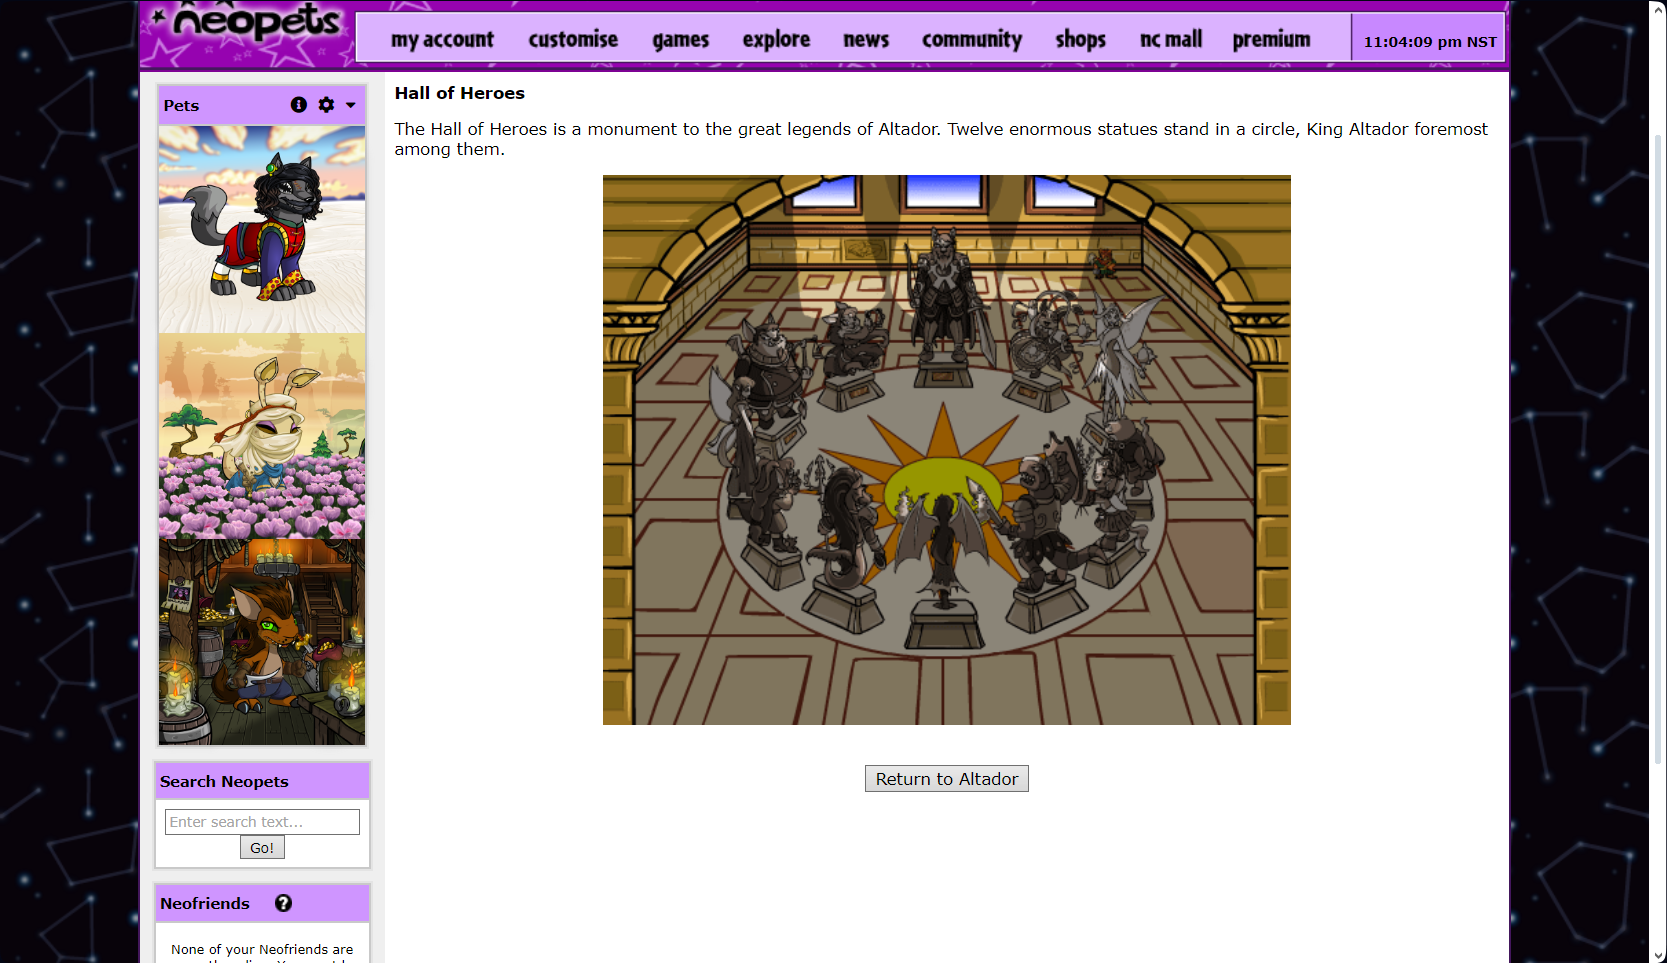 neopets
my account customise games explore news community shops nc mall premium 11:04:09 pm NST
Pets
Hall of Heroes
The Hall of Heroes is a monument to the great legends of Altador. Twelve enormous statues stand in a circle, King Altador foremost
among them.
Return to Altador
Search Neopets
Enter search text...
Go!
Neofriends
None of your Neofriends are